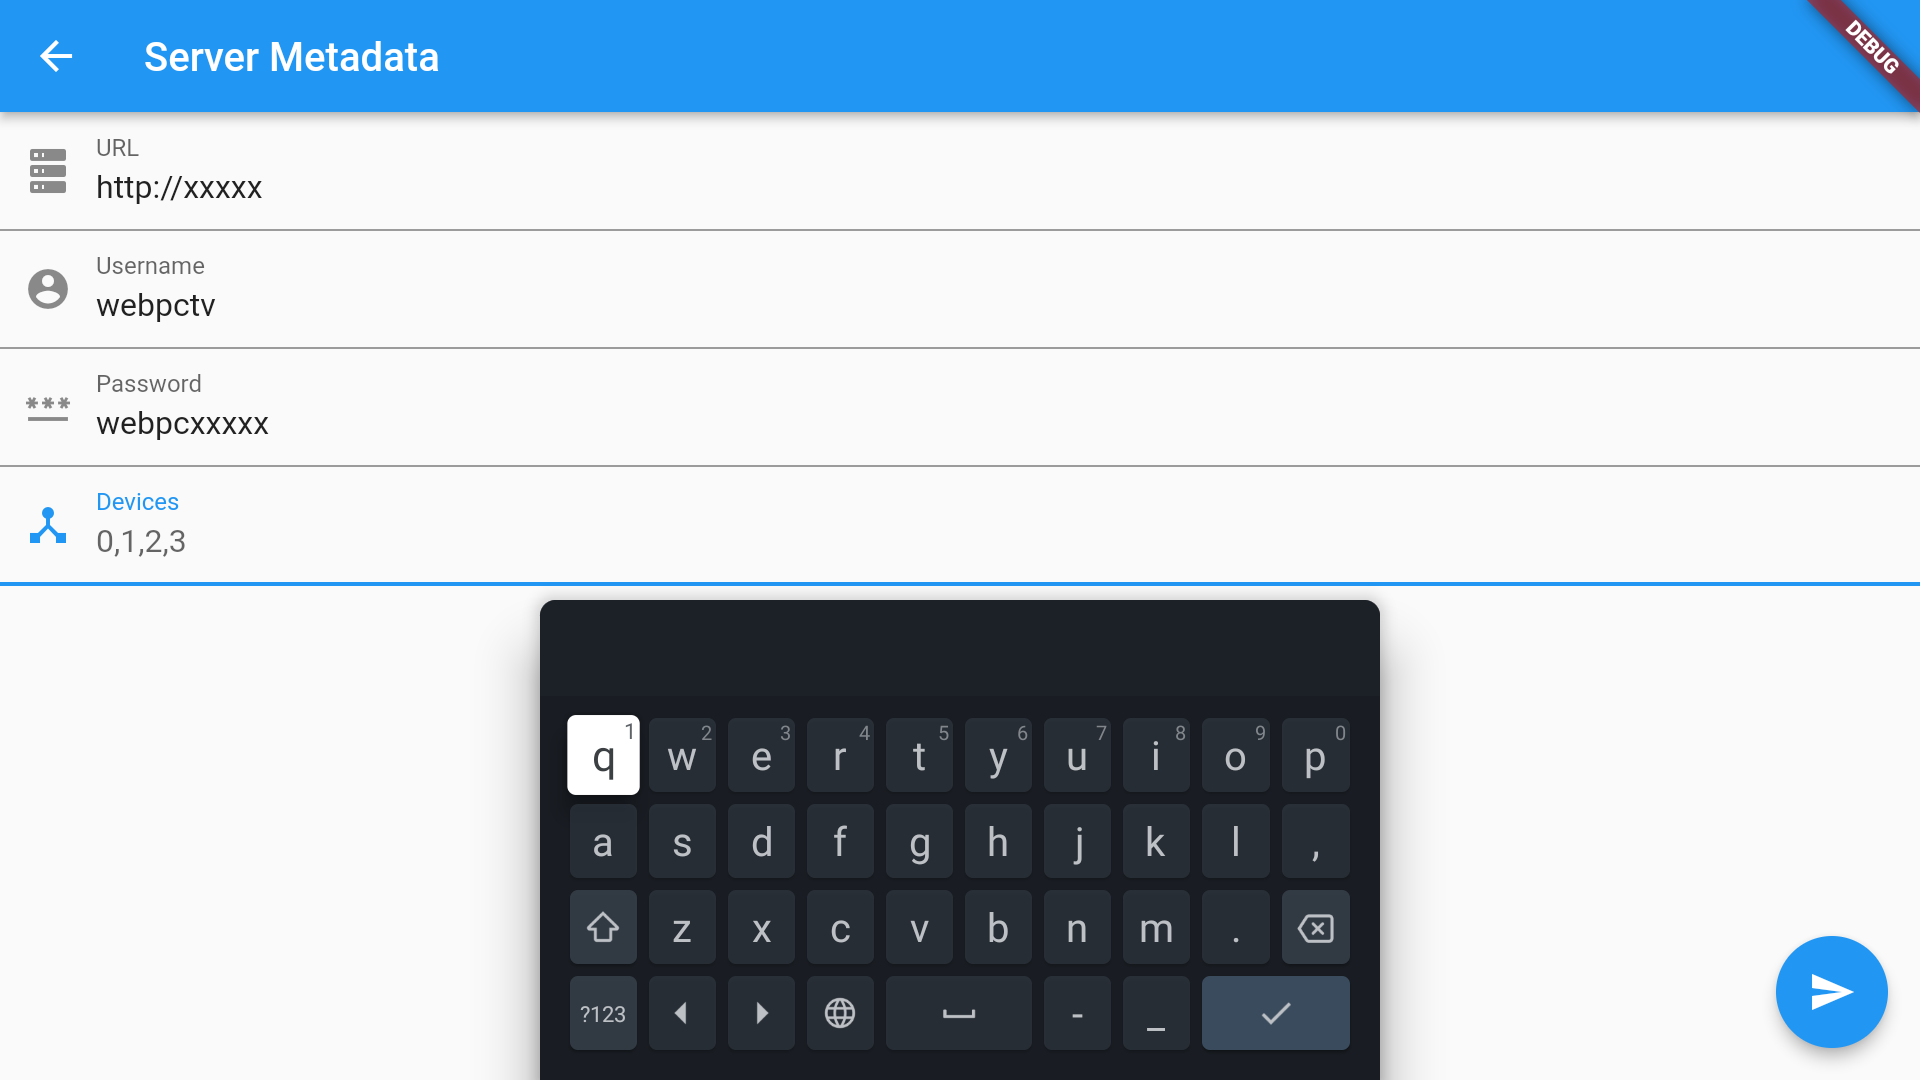 Server Metadata
DEBUG
URL
http://xxxxx
Username
webpctv
Password
webpcxxxxx
Devices
0,1,2,3
q 1 w 2 e 3 r 4 t 5 y 6 u 7 i 8 o 9 p 0
a s d f g h j k l ,
z x c v b n m .
?123 - _